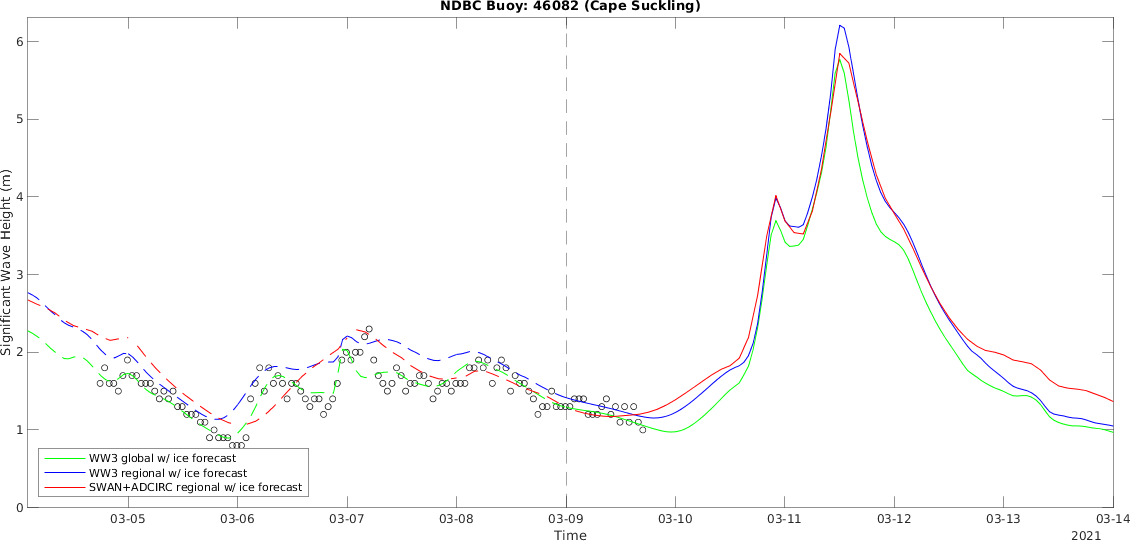 NDBC Buoy: 46082 (Cape Suckling)
Significant Wave Height (m)
6
5
4
3
2
1
0
WW3 global w/ ice forecast
WW3 regional w/ ice forecast
SWAN+ADCIRC regional w/ ice forecast
03-05 03-06 03-07 03-08 03-09 03-10 03-11 03-12 03-13 03-14
Time
2021